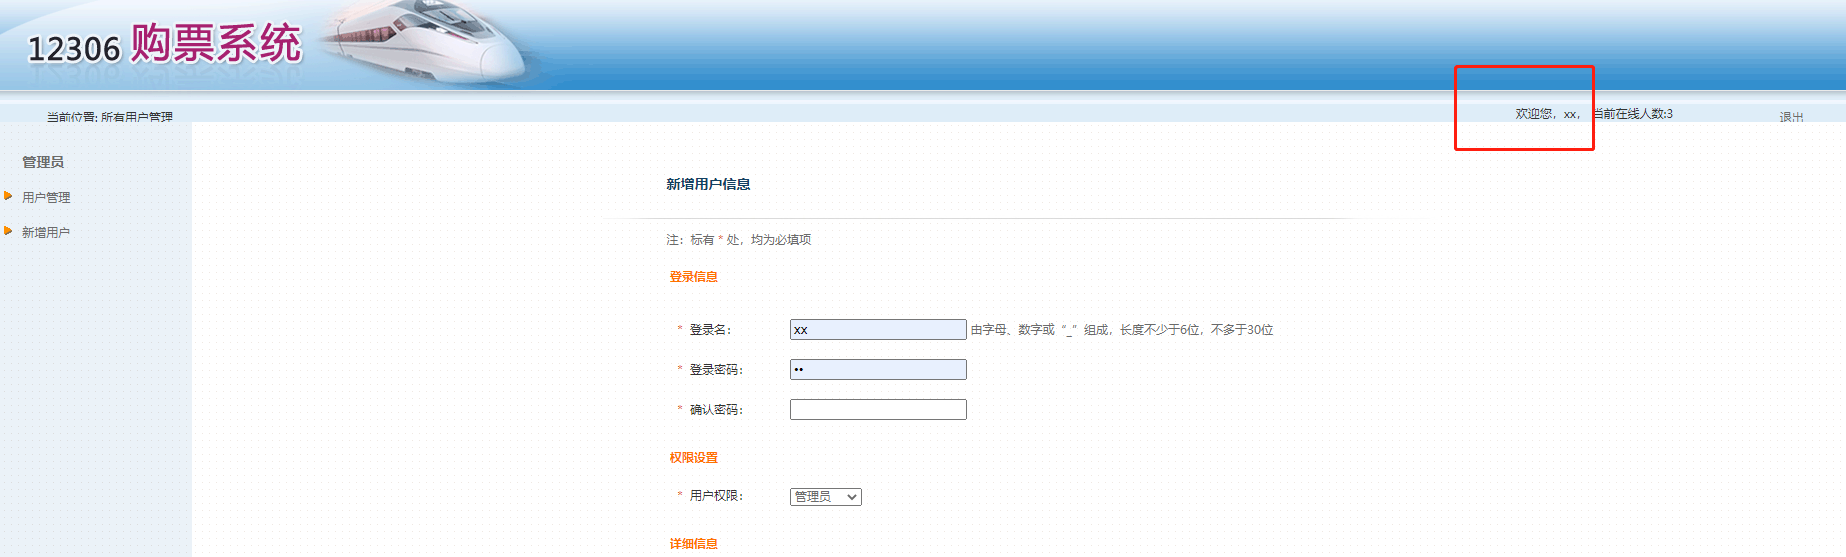 12306 购票系统
当前位置: 所有用户管理
欢迎您，xx， 当前在线人数:3
退出
管理员
用户管理
新增用户
新增用户信息
注：标有 * 处，均为必填项
登录信息
* 登录名： xx 由字母、数字或“_”组成，长度不少于6位，不多于30位
* 登录密码： ••
* 确认密码：
权限设置
* 用户权限： 管理员
详细信息